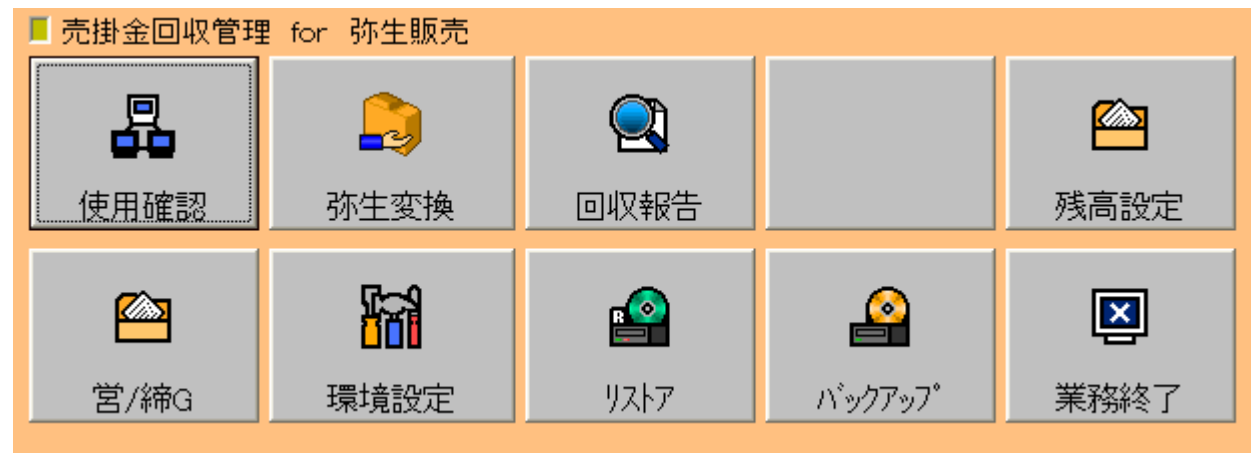 売掛金回収管理 for 弥生販売
使用確認 弥生変換 回収報告 残高設定
R
営/締G 環境設定 ﾘｽﾄｱ ﾊﾞｯｸｱｯﾌﾟ 業務終了